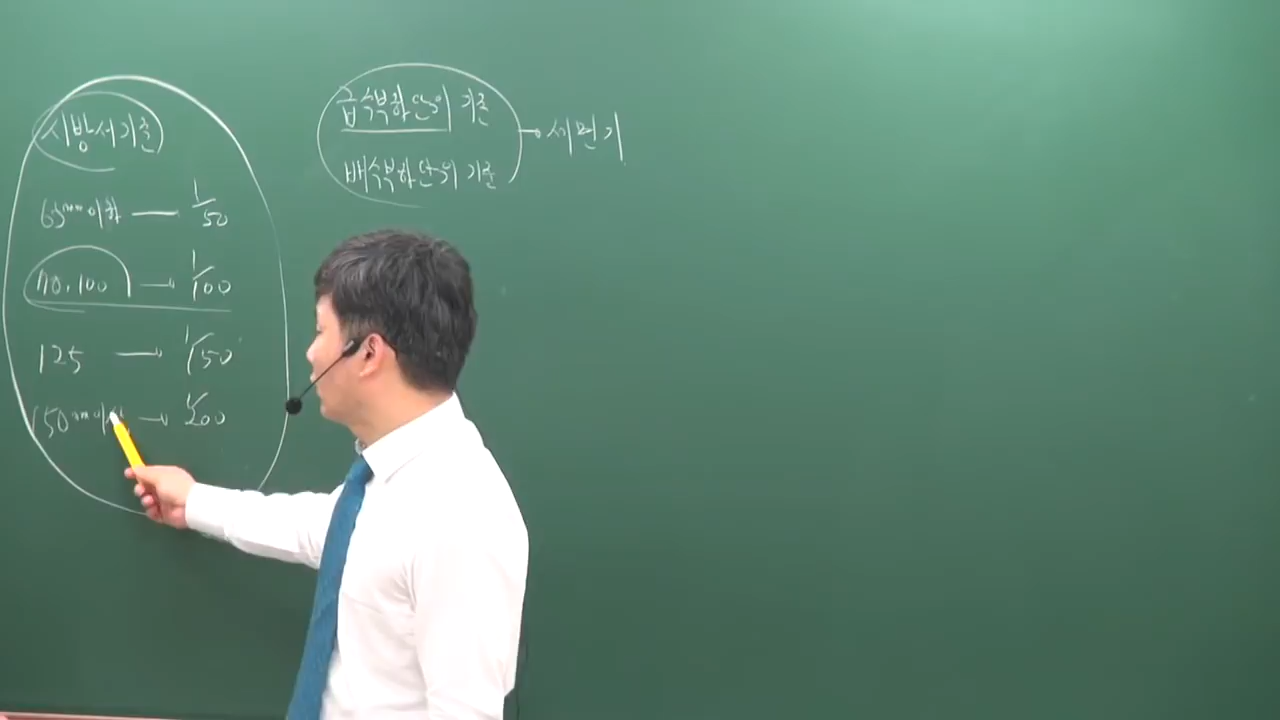 시방서기준
65mm이하 — 1/50
70.100 → 1/100
125 → 1/150
150mm이상 → 1/200
급수부하단위 기준
배수부하단위 기준
→ 세면기